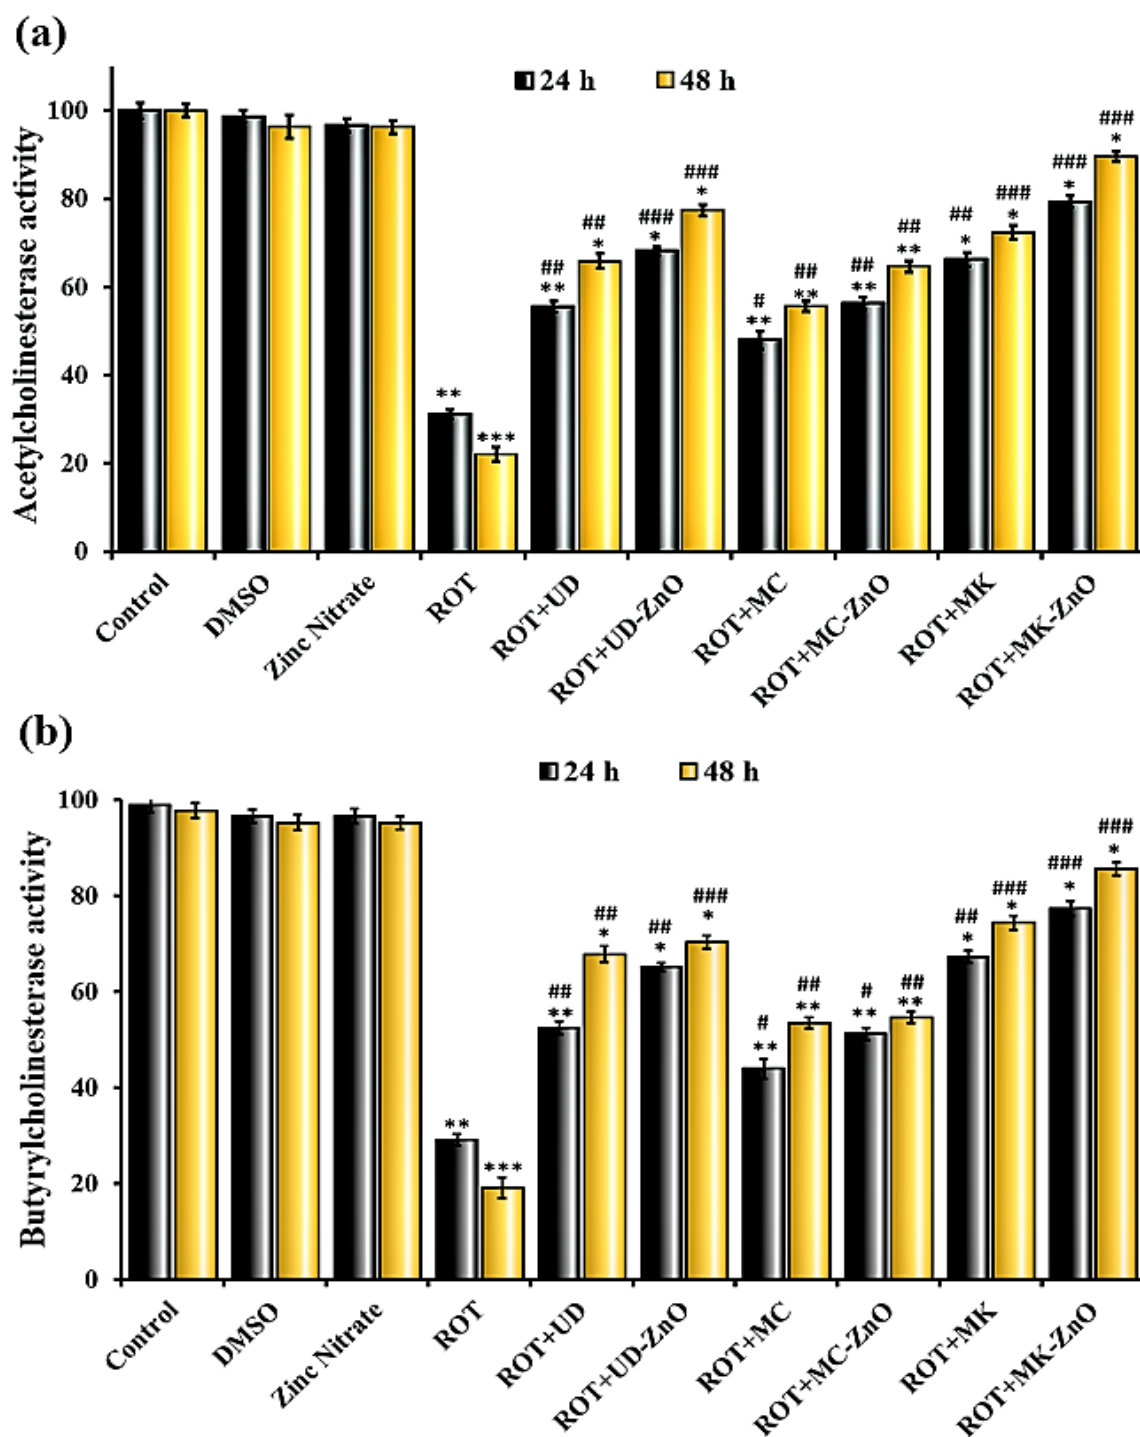 (a)
24 h 48 h
Acetylcholinesterase activity
100
80
60
40
20
0
** *** ## ** ## * ### * ### * # ** ## ** ## ** ## ** ## * ### * ### * ### *
Control DMSO Zinc Nitrate ROT ROT+UD ROT+UD-ZnO ROT+MC ROT+MC-ZnO ROT+MK ROT+MK-ZnO
(b)
24 h 48 h
Butyrylcholinesterase activity
100
80
60
40
20
0
** *** ## ** ## * ## * ### * # ** ## ** # ** ## ** ## * ### * ### * ### *
Control DMSO Zinc Nitrate ROT ROT+UD ROT+UD-ZnO ROT+MC ROT+MC-ZnO ROT+MK ROT+MK-ZnO